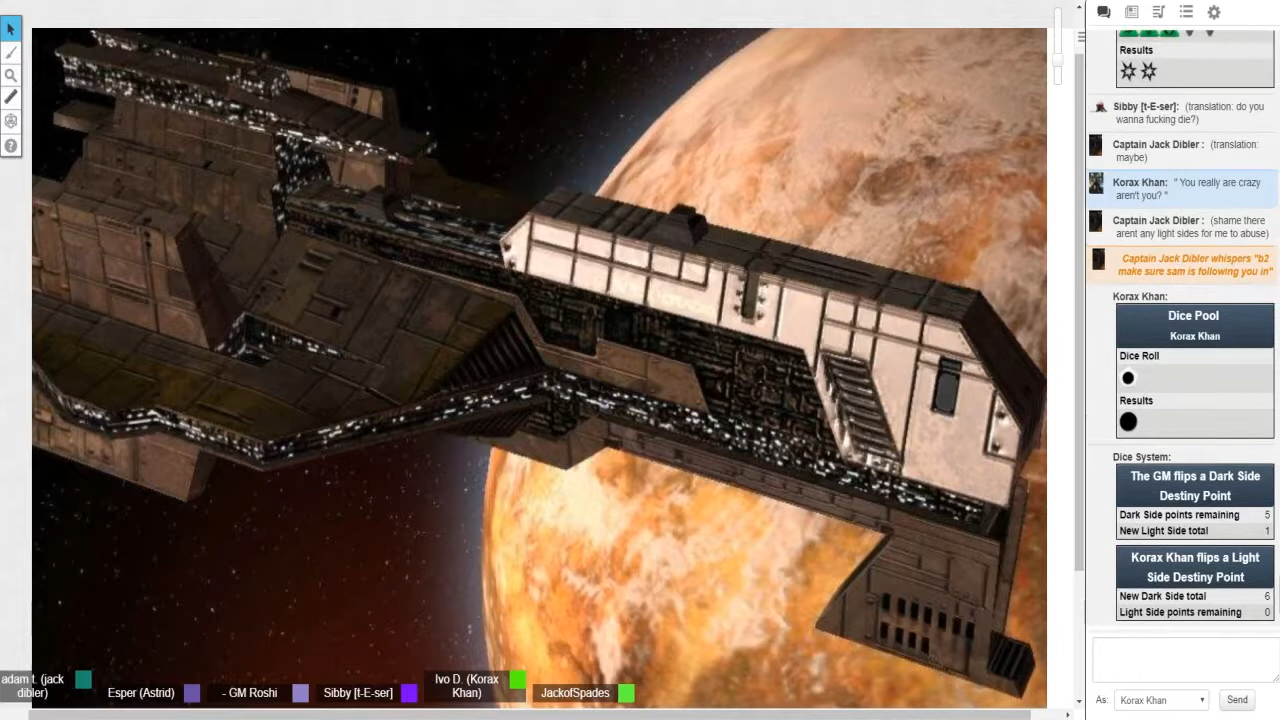 Results
Sibby [t-E-ser]: (translation: do you
wanna fucking die?)
Captain Jack Dibler : (translation:
maybe)
Korax Khan: " You really are crazy
aren't you? "
Captain Jack Dibler : (shame there
arent any light sides for me to abuse)
Captain Jack Dibler whispers "b2
make sure sam is following you in"
Korax Khan:
Dice Pool
Korax Khan
Dice Roll
Results
Dice System:
The GM flips a Dark Side
Destiny Point
Dark Side points remaining 5
New Light Side total 1
Korax Khan flips a Light
Side Destiny Point
New Dark Side total 6
Light Side points remaining 0
As: Korax Khan Send
adam t. (jack
dibler)
Esper (Astrid)
- GM Roshi
Sibby [t-E-ser]
Ivo D. (Korax
Khan)
JackofSpades